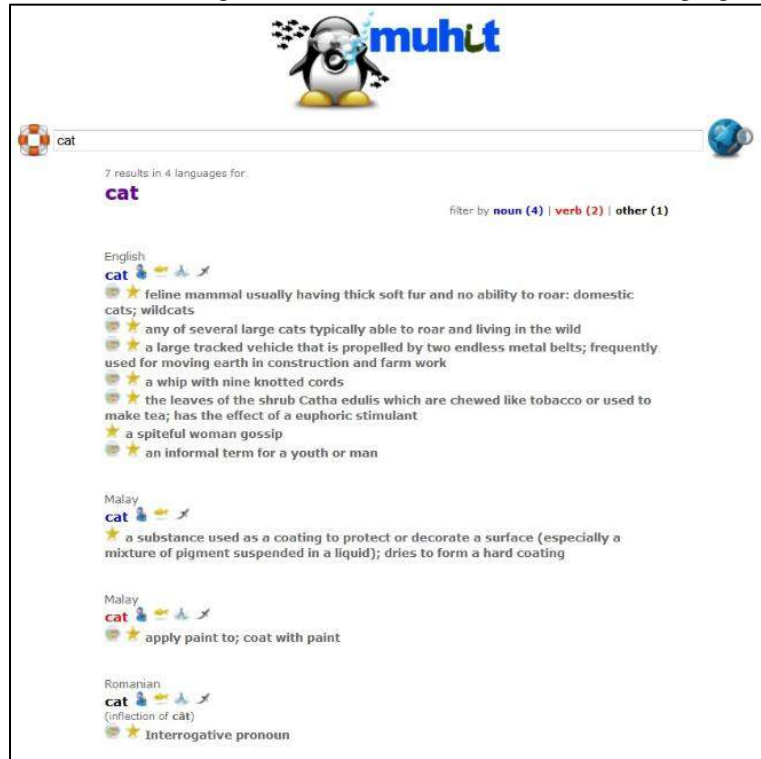 muhit
cat
7 results in 4 languages for
cat
filter by noun (4) | verb (2) | other (1)
English
cat
feline mammal usually having thick soft fur and no ability to roar: domestic
cats; wildcats
any of several large cats typically able to roar and living in the wild
a large tracked vehicle that is propelled by two endless metal belts; frequently
used for moving earth in construction and farm work
a whip with nine knotted cords
the leaves of the shrub Catha edulis which are chewed like tobacco or used to
make tea; has the effect of a euphoric stimulant
a spiteful woman gossip
an informal term for a youth or man
Malay
cat
a substance used as a coating to protect or decorate a surface (especially a
mixture of pigment suspended in a liquid); dries to form a hard coating
Malay
cat
apply paint to; coat with paint
Romanian
cat
(inflection of cât)
Interrogative pronoun